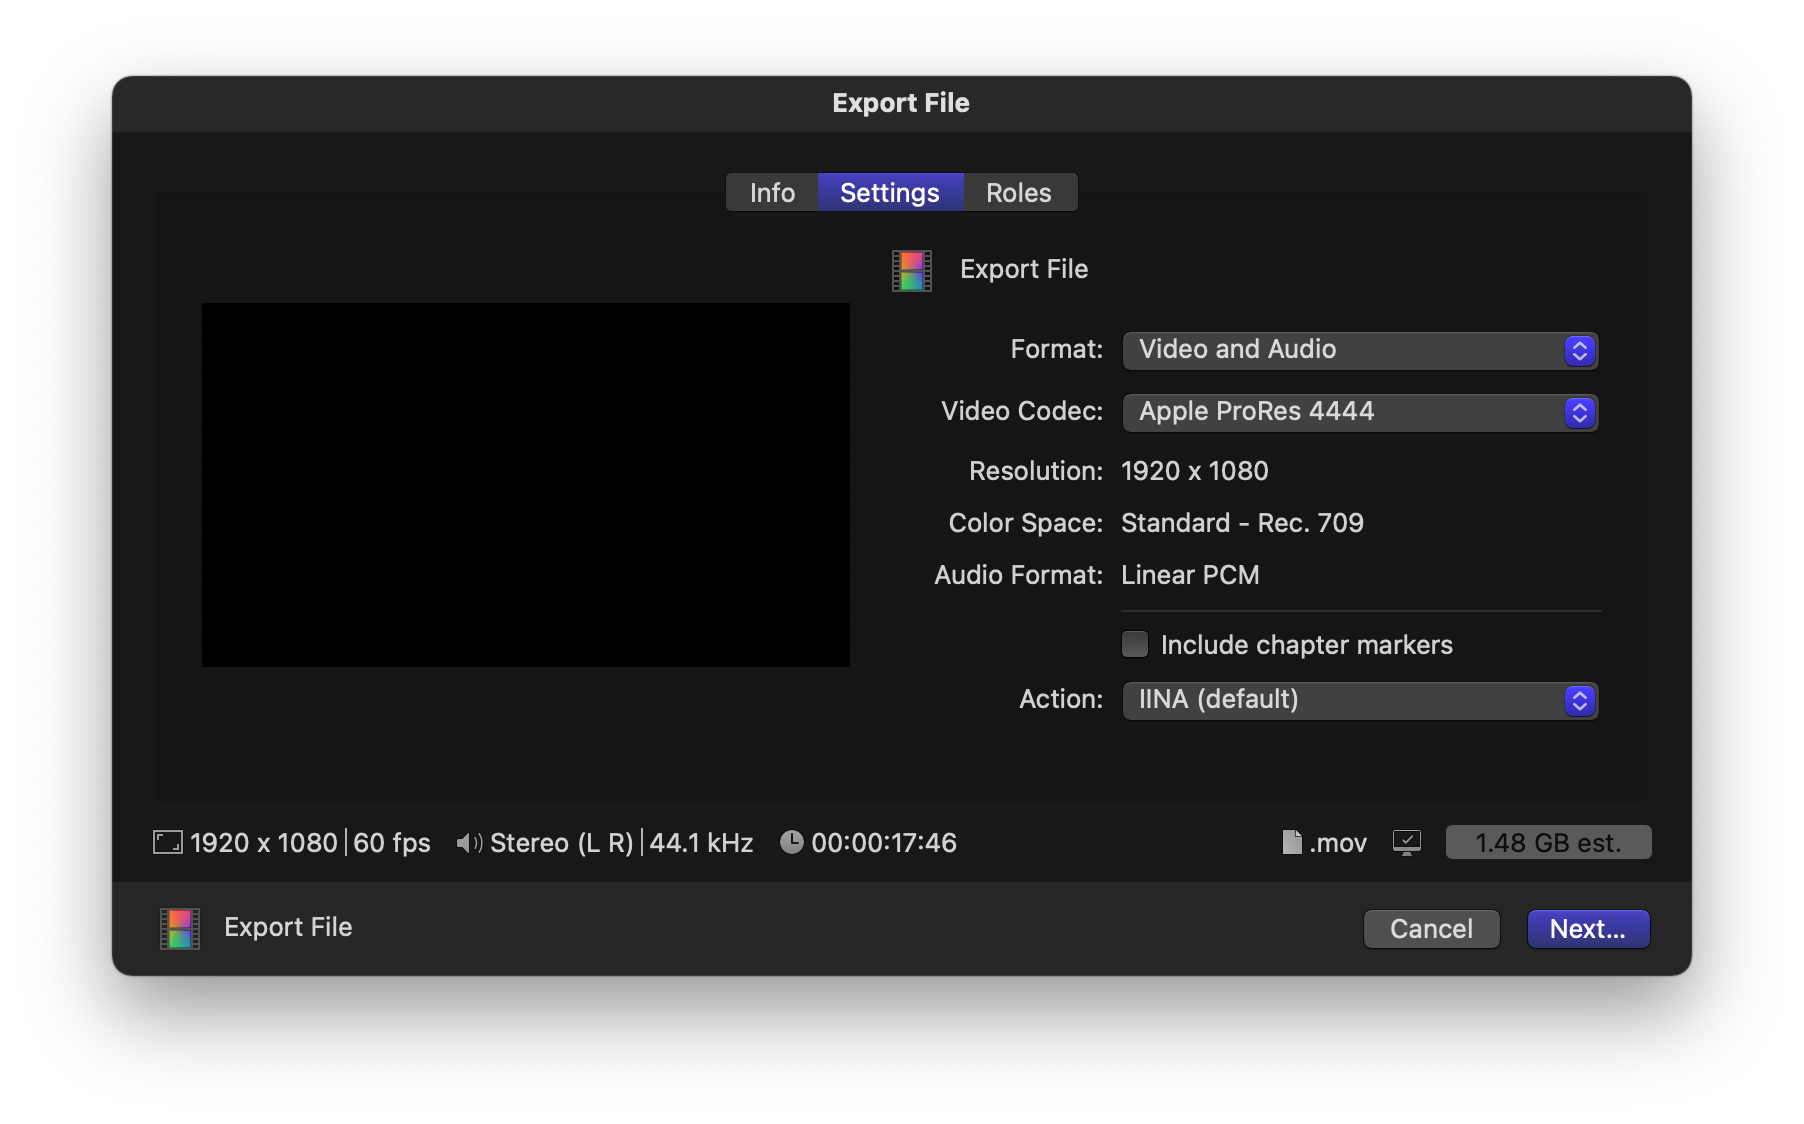 Export File
Info Settings Roles
Export File
Format: Video and Audio
Video Codec: Apple ProRes 4444
Resolution: 1920 x 1080
Color Space: Standard - Rec. 709
Audio Format: Linear PCM
Include chapter markers
Action: IINA (default)
1920 x 1080 | 60 fps Stereo (L R) | 44.1 kHz 00:00:17:46 .mov 1.48 GB est.
Export File Cancel Next...